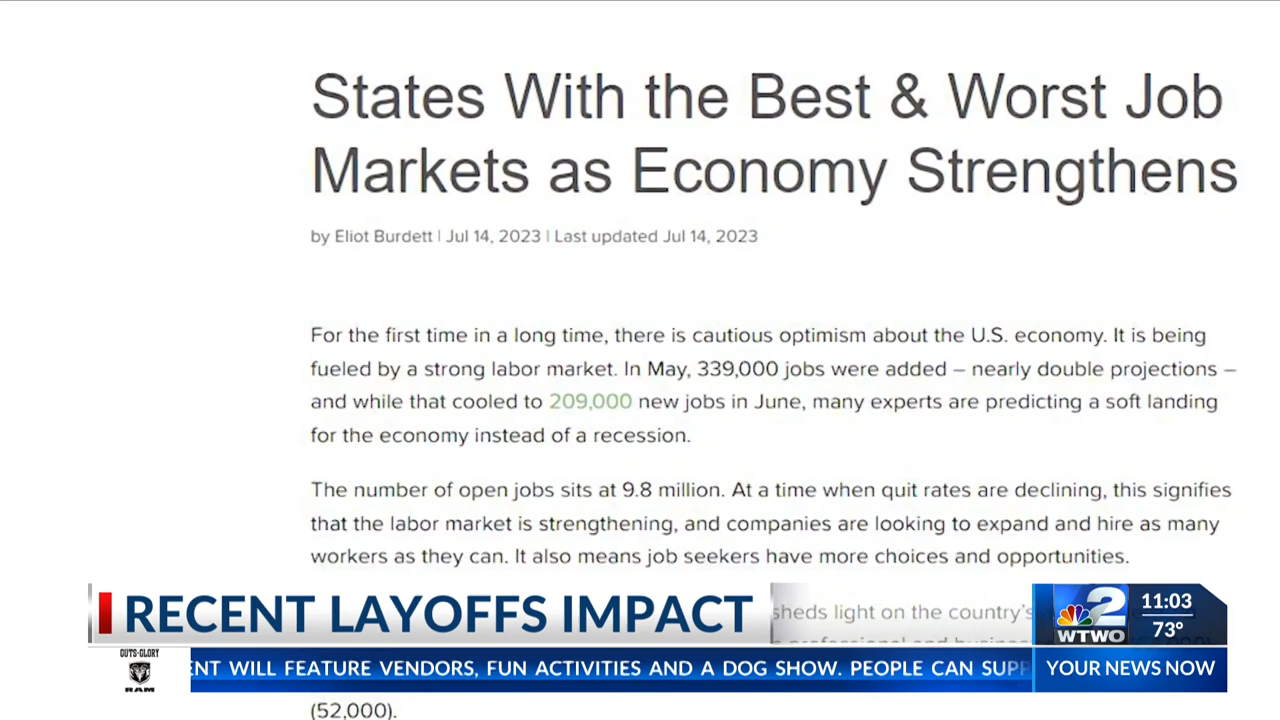 States With the Best & Worst Job
Markets as Economy Strengthens
by Eliot Burdett | Jul 14, 2023 | Last updated Jul 14, 2023
For the first time in a long time, there is cautious optimism about the U.S. economy. It is being
fueled by a strong labor market. In May, 339,000 jobs were added – nearly double projections –
and while that cooled to 209,000 new jobs in June, many experts are predicting a soft landing
for the economy instead of a recession.
The number of open jobs sits at 9.8 million. At a time when quit rates are declining, this signifies
that the labor market is strengthening, and companies are looking to expand and hire as many
workers as they can. It also means job seekers have more choices and opportunities.
sheds light on the country's
RECENT LAYOFFS IMPACT
2
WTWO
11:03
73°
GUTS·GLORY
RAM
ENT WILL FEATURE VENDORS, FUN ACTIVITIES AND A DOG SHOW. PEOPLE CAN SUPP
YOUR NEWS NOW
(52,000).